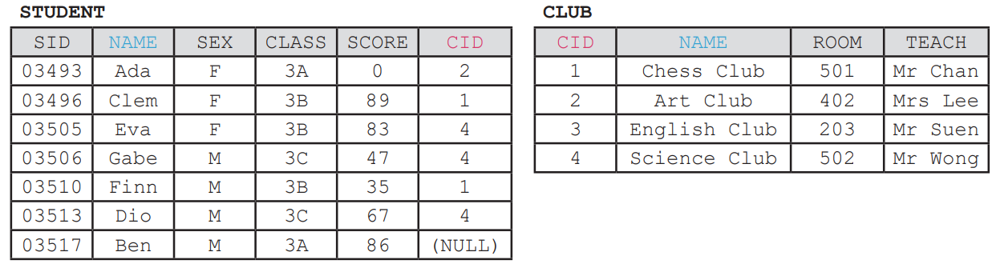 STUDENT
SID NAME SEX CLASS SCORE CID
03493 Ada F 3A 0 2
03496 Clem F 3B 89 1
03505 Eva F 3B 83 4
03506 Gabe M 3C 47 4
03510 Finn M 3B 35 1
03513 Dio M 3C 67 4
03517 Ben M 3A 86 (NULL)
CLUB
CID NAME ROOM TEACH
1 Chess Club 501 Mr Chan
2 Art Club 402 Mrs Lee
3 English Club 203 Mr Suen
4 Science Club 502 Mr Wong